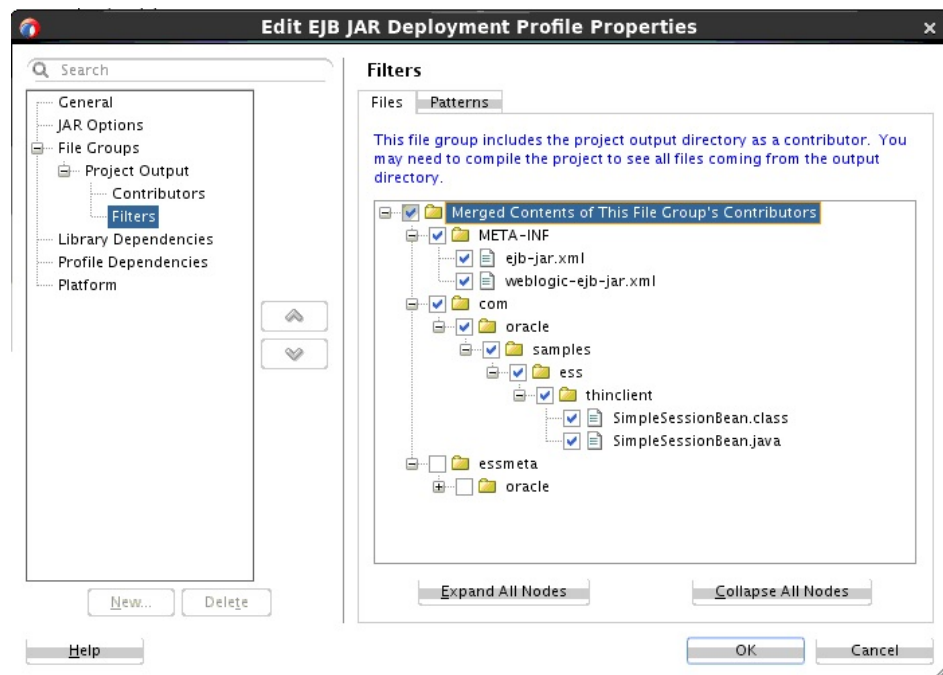 Edit EJB JAR Deployment Profile Properties
Search
General
JAR Options
File Groups
Project Output
Contributors
Filters
Library Dependencies
Profile Dependencies
Platform
New...
Delete
Filters
Files
Patterns
This file group includes the project output directory as a contributor. You
may need to compile the project to see all files coming from the output
directory.
Merged Contents of This File Group's Contributors
META-INF
ejb-jar.xml
weblogic-ejb-jar.xml
com
oracle
samples
ess
thinclient
SimpleSessionBean.class
SimpleSessionBean.java
essmeta
oracle
Expand All Nodes
Collapse All Nodes
Help
OK
Cancel